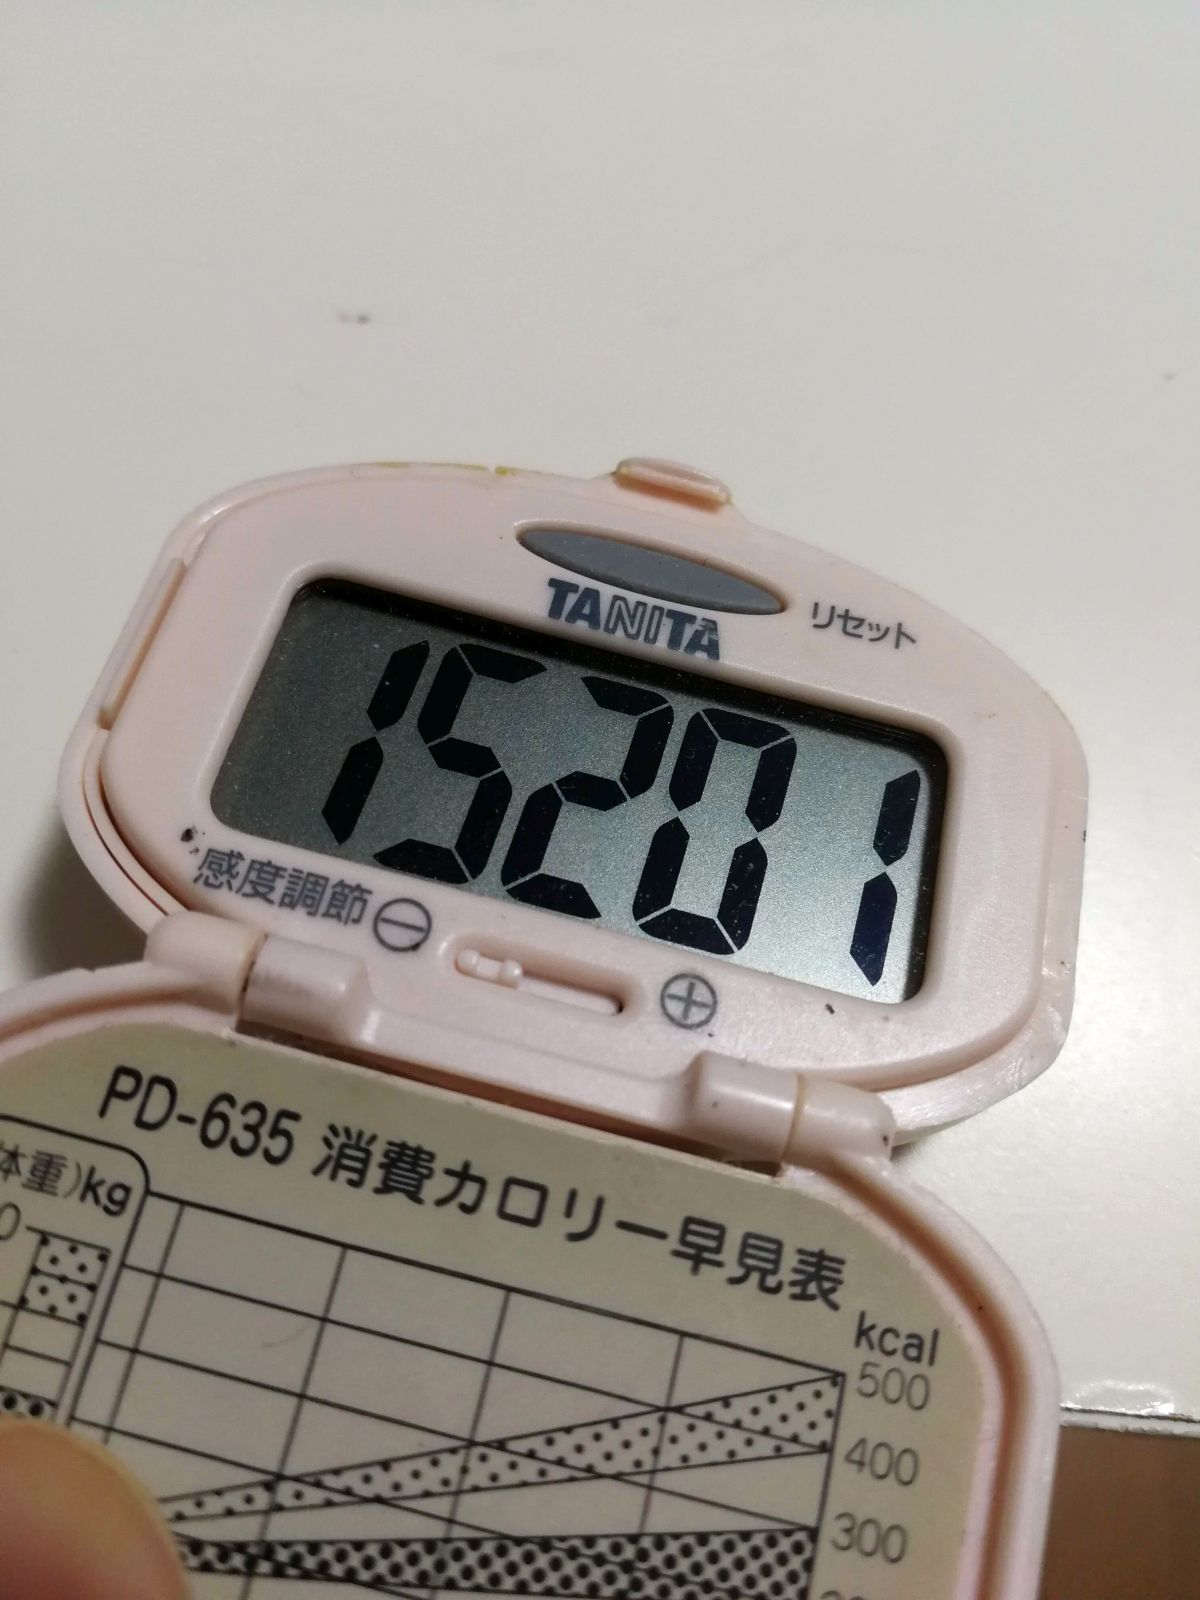 リセット
TANITA
15201
感度調節 ⊖ ⊕
PD-635 消費カロリー早見表
体重)kg
kcal
500
400
300